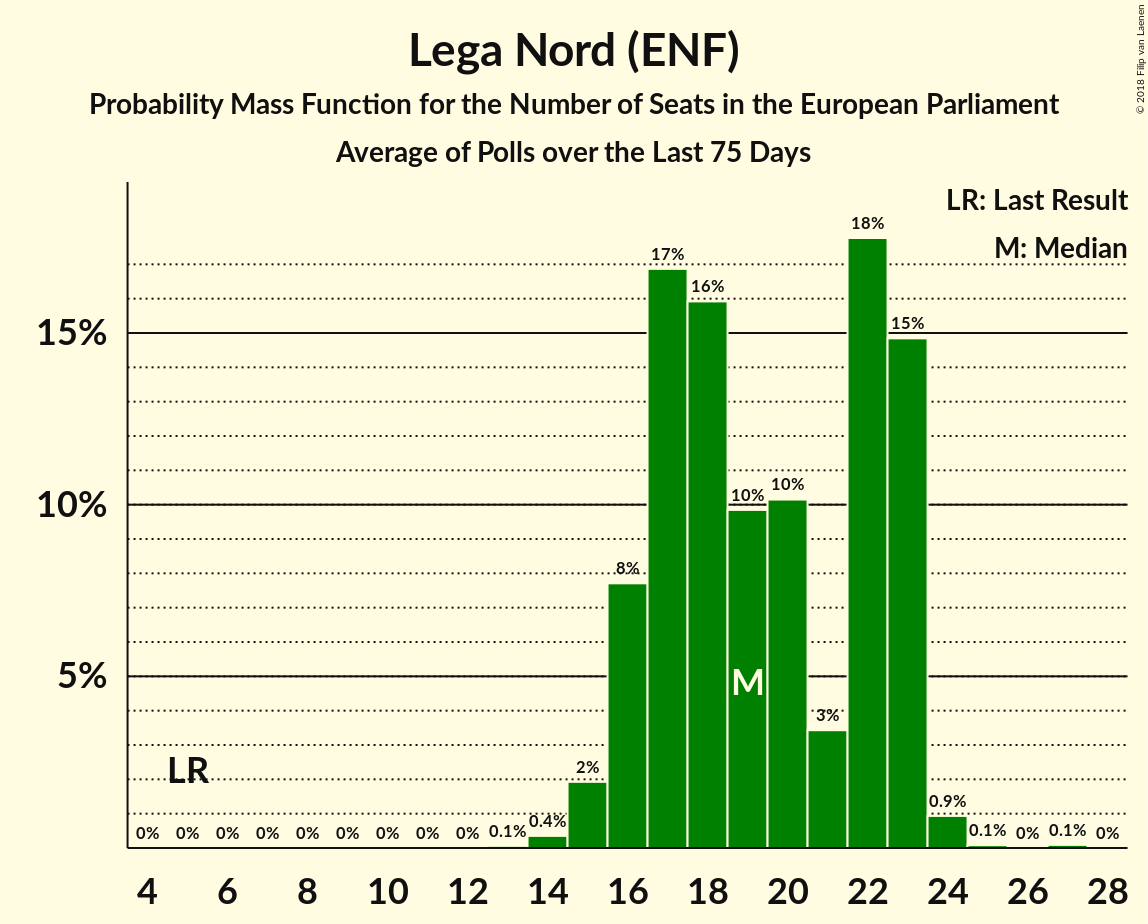 Lega Nord (ENF)
Probability Mass Function for the Number of Seats in the European Parliament
Average of Polls over the Last 75 Days
© 2018 Filip van Laenen
LR: Last Result
M: Median
15%
10%
5%
0% 0% 0% 0% 0% 0% 0% 0% 0% 0.1% 0.4% 2% 8% 17% 16% 10% 10% 3% 18% 15% 0.9% 0.1% 0% 0.1% 0%
LR
M
4 6 8 10 12 14 16 18 20 22 24 26 28